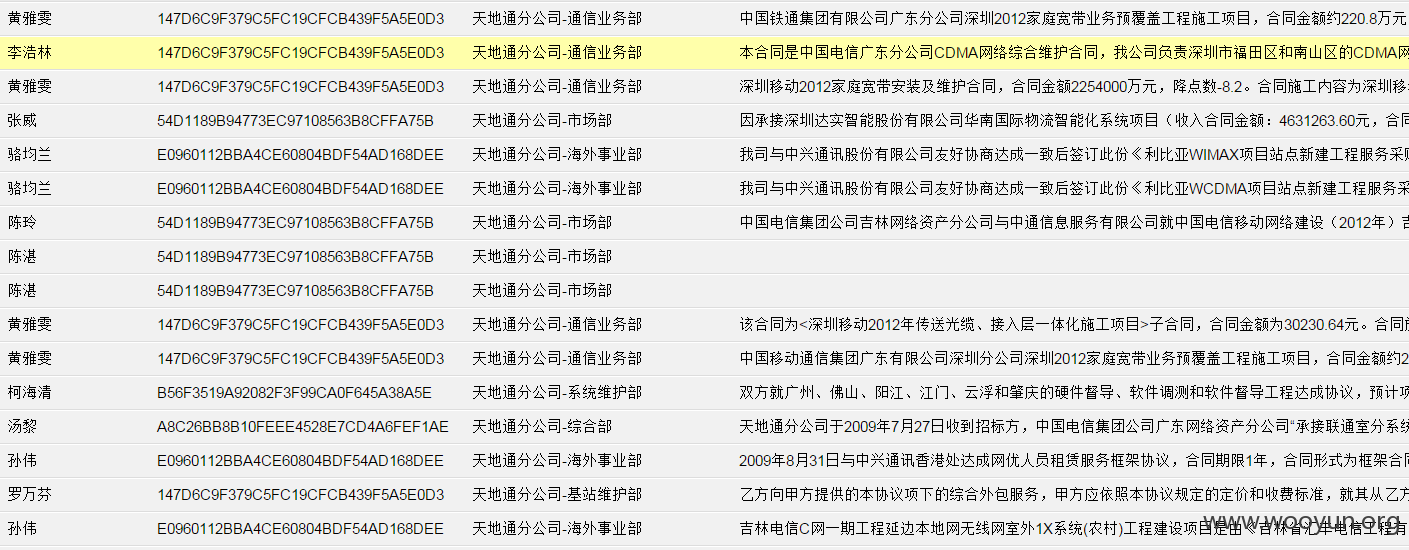 黄雅雯 147D6C9F379C5FC19CFCB439F5A5E0D3 天地通分公司-通信业务部 中国铁通集团有限公司广东分公司深圳2012家庭宽带业务预覆盖工程施工项目，合同金额约220.8万元
李浩林 147D6C9F379C5FC19CFCB439F5A5E0D3 天地通分公司-通信业务部 本合同是中国电信广东分公司CDMA网络综合维护合同，我公司负责深圳市福田区和南山区的CDMA网
黄雅雯 147D6C9F379C5FC19CFCB439F5A5E0D3 天地通分公司-通信业务部 深圳移动2012家庭宽带安装及维护合同，合同金额2254000万元，降点数-8.2。合同施工内容为深圳移
张威 54D1189B94773EC97108563B8CFFA75B 天地通分公司-市场部 因承接深圳达实智能股份有限公司华南国际物流智能化系统项目（收入合同金额：4631263.60元，合同
骆均兰 E0960112BBA4CE60804BDF54AD168DEE 天地通分公司-海外事业部 我司与中兴通讯股份有限公司友好协商达成一致后签订此份《利比亚WIMAX项目站点新建工程服务采购
骆均兰 E0960112BBA4CE60804BDF54AD168DEE 天地通分公司-海外事业部 我司与中兴通讯股份有限公司友好协商达成一致后签订此份《利比亚WCDMA项目站点新建工程服务采
陈玲 54D1189B94773EC97108563B8CFFA75B 天地通分公司-市场部 中国电信集团公司吉林网络资产分公司与中通信息服务有限公司就中国电信移动网络建设（2012年）吉
陈湛 54D1189B94773EC97108563B8CFFA75B 天地通分公司-市场部
陈湛 54D1189B94773EC97108563B8CFFA75B 天地通分公司-市场部
黄雅雯 147D6C9F379C5FC19CFCB439F5A5E0D3 天地通分公司-通信业务部 该合同为<深圳移动2012年传送光缆、接入层一体化施工项目>子合同，合同金额为30230.64元。合同施
黄雅雯 147D6C9F379C5FC19CFCB439F5A5E0D3 天地通分公司-通信业务部 中国移动通信集团广东有限公司深圳分公司深圳2012家庭宽带业务预覆盖工程施工项目，合同金额约2
柯海清 B56F3519A92082F3F99CA0F645A38A5E 天地通分公司-系统维护部 双方就广州、佛山、阳江、江门、云浮和肇庆的硬件督导、软件调测和软件督导工程达成协议，预计项
汤黎 A8C26BB8B10FEEE4528E7CD4A6FEF1AE 天地通分公司-综合部 天地通分公司于2009年7月27日收到招标方，中国电信集团公司广东网络资产分公司“承接联通室分系统
孙伟 E0960112BBA4CE60804BDF54AD168DEE 天地通分公司-海外事业部 2009年8月31日与中兴通讯香港处达成网优人员租赁服务框架协议，合同期限1年，合同形式为框架合同
罗万芬 147D6C9F379C5FC19CFCB439F5A5E0D3 天地通分公司-基站维护部 乙方向甲方提供的本协议项下的综合外包服务，甲方应依照本协议规定的定价和收费标准，就其从乙方
孙伟 E0960112BBA4CE60804BDF54AD168DEE 天地通分公司-海外事业部 吉林电信C网一期工程延边本地网无线网室外1X系统(农村)工程建设项目是由《吉林省
www.wooyun.org